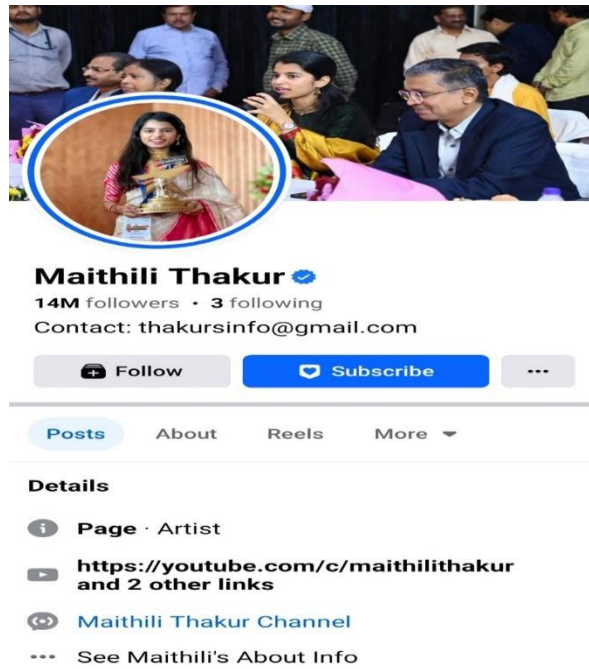 Maithili Thakur
14M followers • 3 following
Contact: thakursinfo@gmail.com
Follow
Subscribe
Posts About Reels More
Details
Page · Artist
https://youtube.com/c/maithilithakur
and 2 other links
Maithili Thakur Channel
See Maithili's About Info